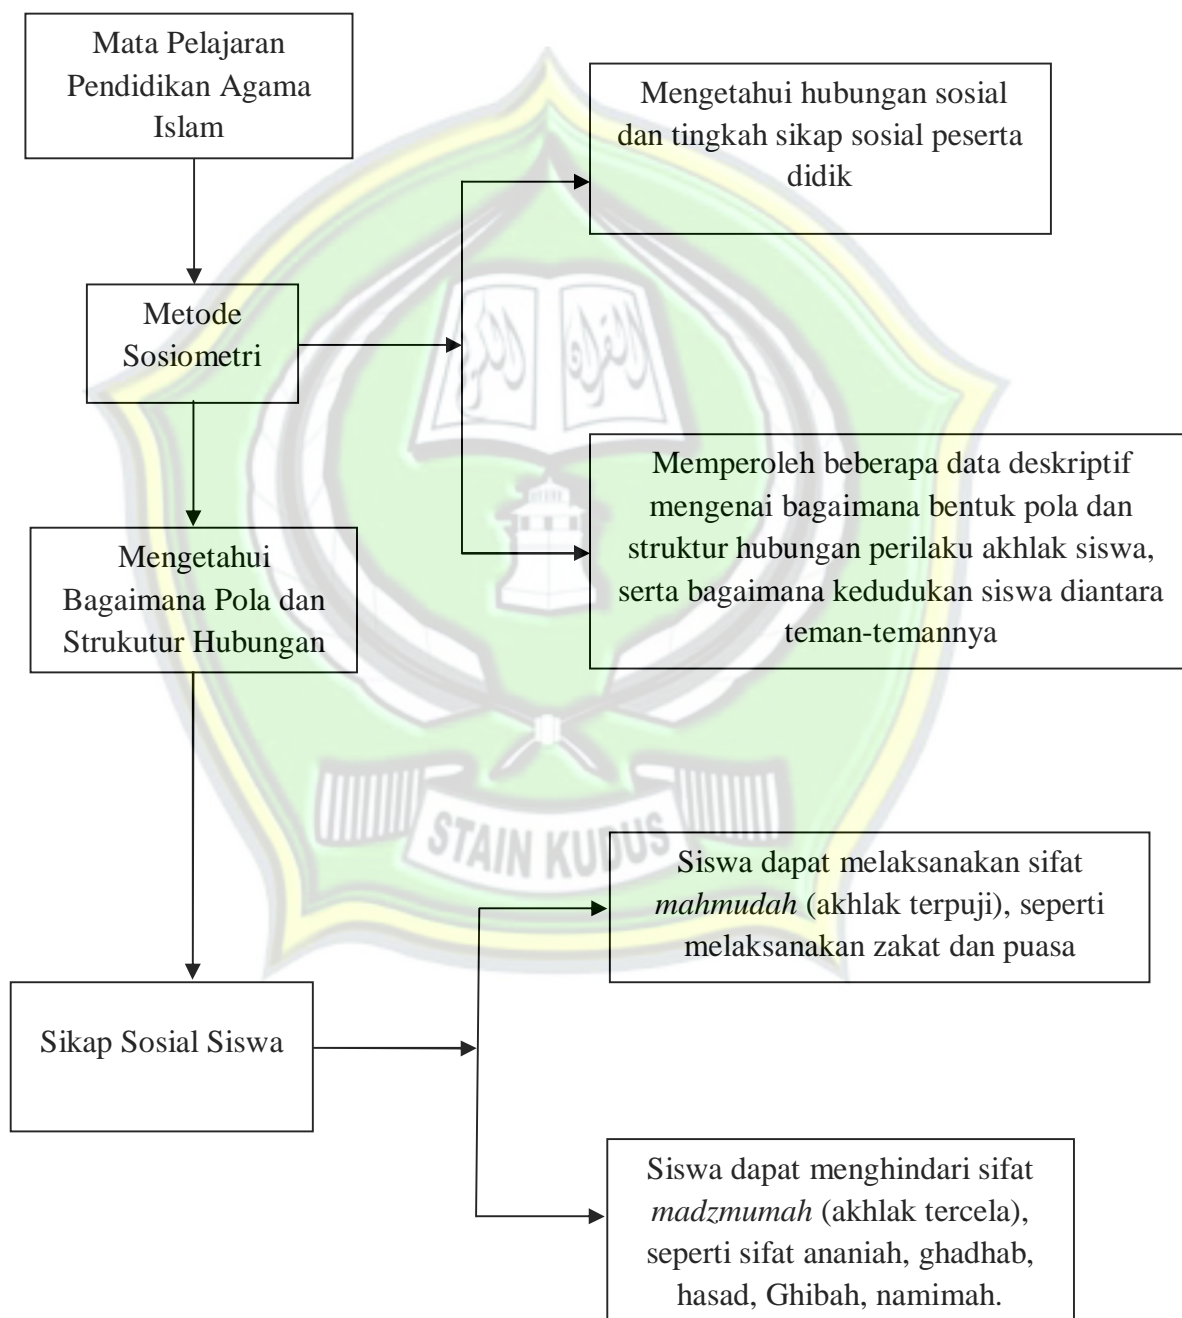 Mata Pelajaran
Pendidikan Agama
Islam
Mengetahui hubungan sosial
dan tingkah sikap sosial peserta
didik
Metode
Sosiometri
Memperoleh beberapa data deskriptif
mengenai bagaimana bentuk pola dan
struktur hubungan perilaku akhlak siswa,
serta bagaimana kedudukan siswa diantara
teman-temannya
Mengetahui
Bagaimana Pola dan
Strukutur Hubungan
STAIN KUDUS
Siswa dapat melaksanakan sifat
mahmudah (akhlak terpuji), seperti
melaksanakan zakat dan puasa
Sikap Sosial Siswa
Siswa dapat menghindari sifat
madzmumah (akhlak tercela),
seperti sifat ananiah, ghadhab,
hasad, Ghibah, namimah.